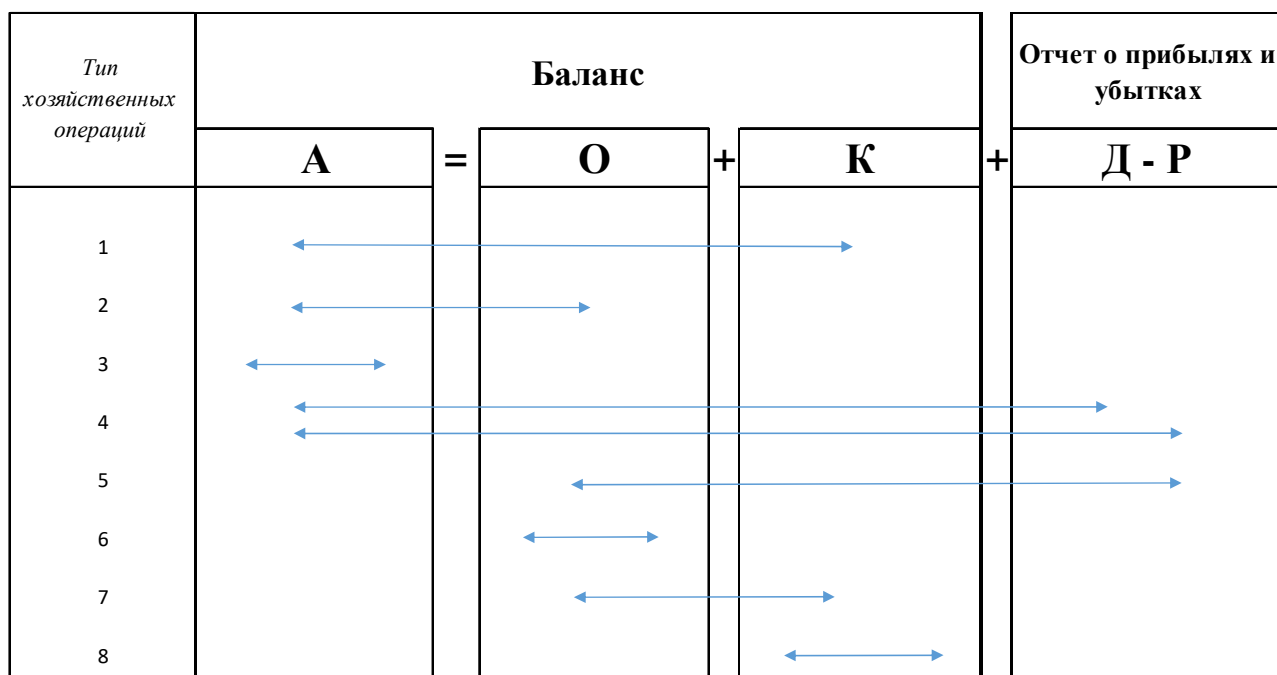 Тип
хозяйственных
операций
Баланс
Отчет о прибылях и
убытках
А = О + К + Д - Р
1
2
3
4
5
6
7
8